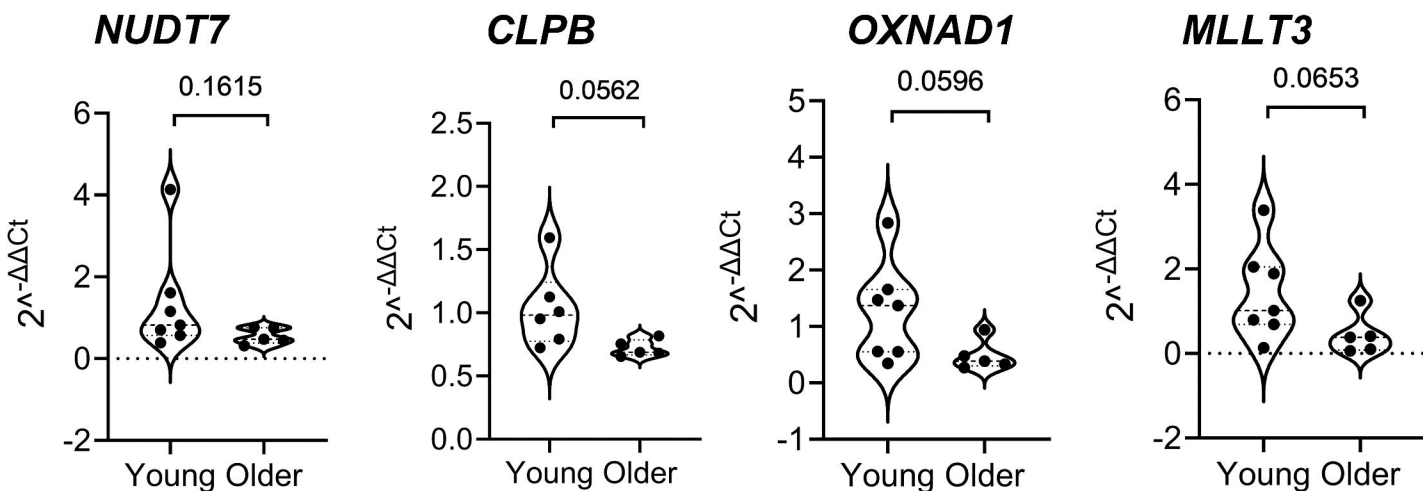 NUDT7
0.1615
6
4
2
0
-2
2^-ΔΔCt
Young Older
CLPB
0.0562
2.5
2.0
1.5
1.0
0.5
0.0
2^-ΔΔCt
Young Older
OXNAD1
0.0596
5
4
3
2
1
0
-1
2^-ΔΔCt
Young Older
MLLT3
0.0653
6
4
2
0
-2
2^-ΔΔCt
Young Older